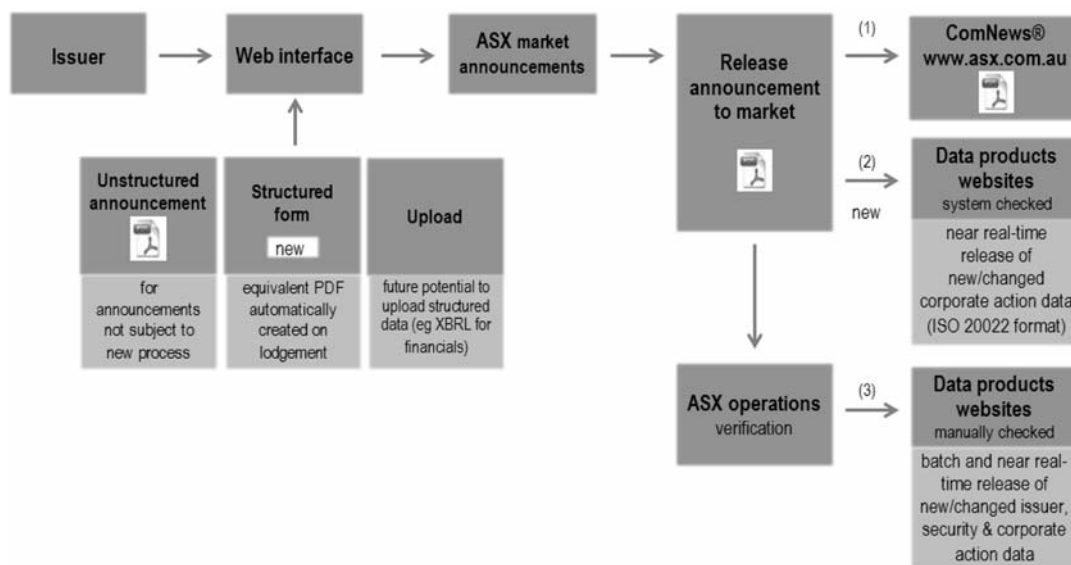 Issuer
Web interface
ASX market
announcements
Release
announcement
to market
(1)
ComNews®
www.asx.com.au
(2)
new
Data products
websites
system checked
near real-time
release of
new/changed
corporate action data
(ISO 20022 format)
Unstructured
announcement
for
announcements
not subject to
new process
Structured
form
new
equivalent PDF
automatically
created on
lodgement
Upload
future potential to
upload structured
data (eg XBRL for
financials)
ASX operations
verification
(3)
Data products
websites
manually checked
batch and near real-
time release of
new/changed issuer,
security & corporate
action data